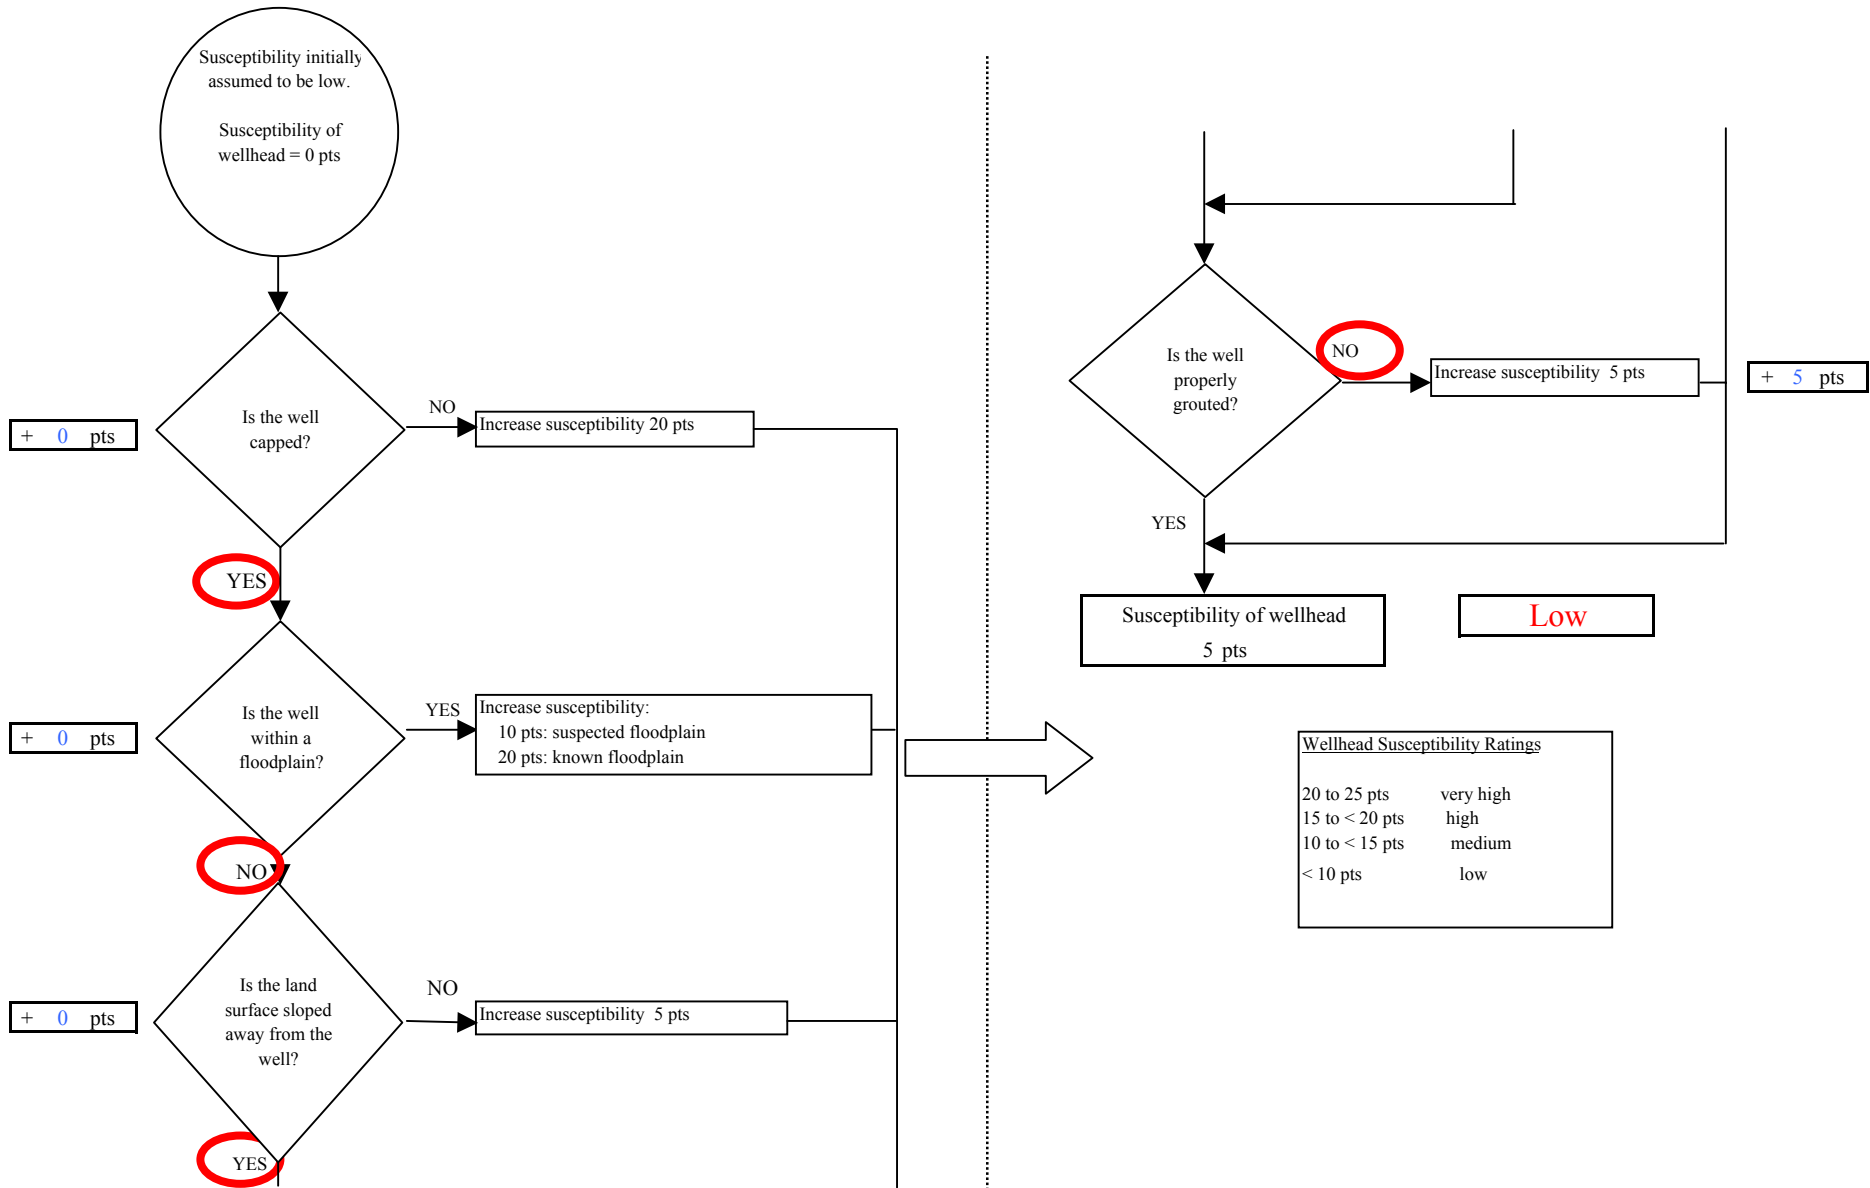 Susceptibility initially
assumed to be low.
Susceptibility of
wellhead = 0 pts
Is the well
capped?
+ 0 pts
NO
Increase susceptibility 20 pts
YES
Is the well
within a
floodplain?
+ 0 pts
YES
Increase susceptibility:
10 pts: suspected floodplain
20 pts: known floodplain
NO
Is the land
surface sloped
away from the
well?
+ 0 pts
NO
Increase susceptibility 5 pts
YES
Is the well
properly
grouted?
NO
Increase susceptibility 5 pts
+ 5 pts
YES
Susceptibility of wellhead
5 pts
Low
Wellhead Susceptibility Ratings
20 to 25 pts very high
15 to < 20 pts high
10 to < 15 pts medium
< 10 pts low